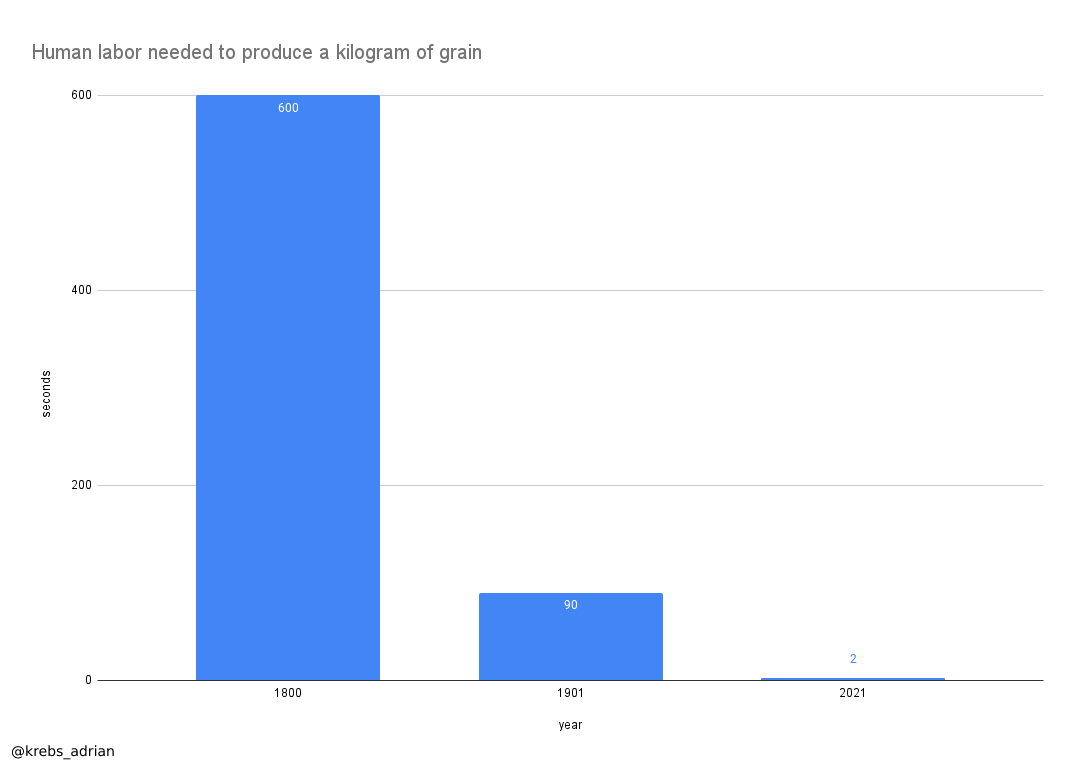 Human labor needed to produce a kilogram of grain
600
600
400
seconds
200
90
2
0
1800
1901
2021
year
@krebs_adrian